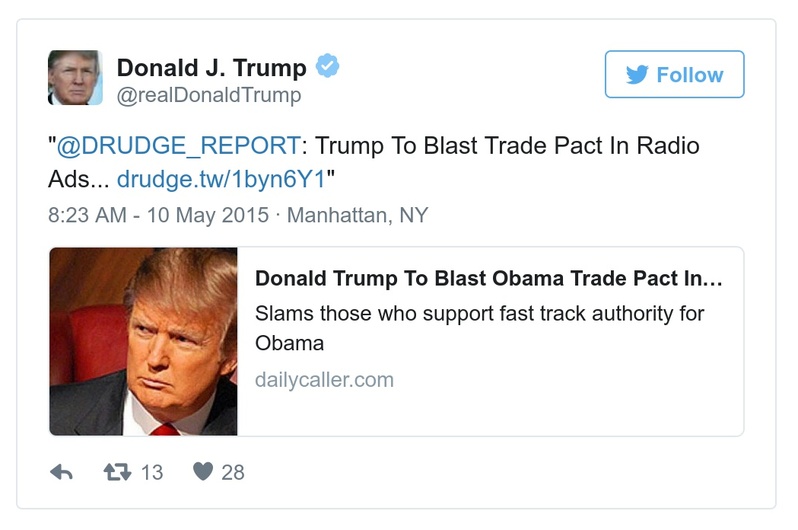 Donald J. Trump
Follow
@realDonaldTrump
"@DRUDGE_REPORT: Trump To Blast Trade Pact In Radio
Ads... drudge.tw/1byn6Y1"
8:23 AM - 10 May 2015 · Manhattan, NY
Donald Trump To Blast Obama Trade Pact In…
Slams those who support fast track authority for
Obama
dailycaller.com
13 28